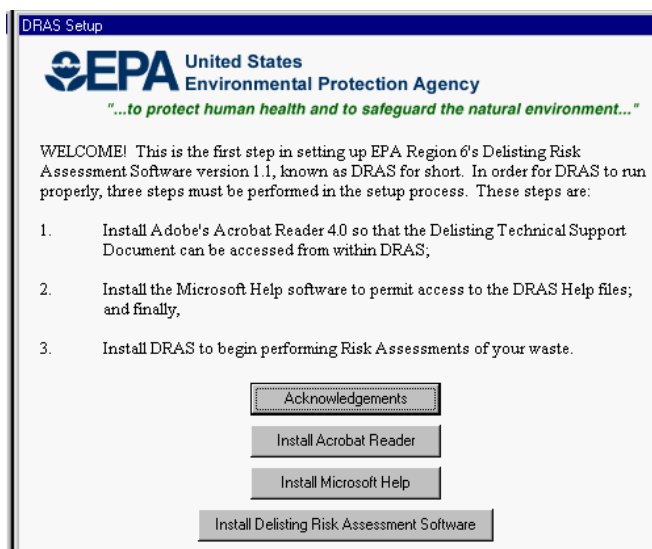 DRAS Setup
EPA United States
Environmental Protection Agency
"...to protect human health and to safeguard the natural environment..."
WELCOME! This is the first step in setting up EPA Region 6's Delisting Risk
Assessment Software version 1.1, known as DRAS for short. In order for DRAS to run
properly, three steps must be performed in the setup process. These steps are:
1. Install Adobe's Acrobat Reader 4.0 so that the Delisting Technical Support
Document can be accessed from within DRAS;
2. Install the Microsoft Help software to permit access to the DRAS Help files;
and finally,
3. Install DRAS to begin performing Risk Assessments of your waste.
Acknowledgements
Install Acrobat Reader
Install Microsoft Help
Install Delisting Risk Assessment Software